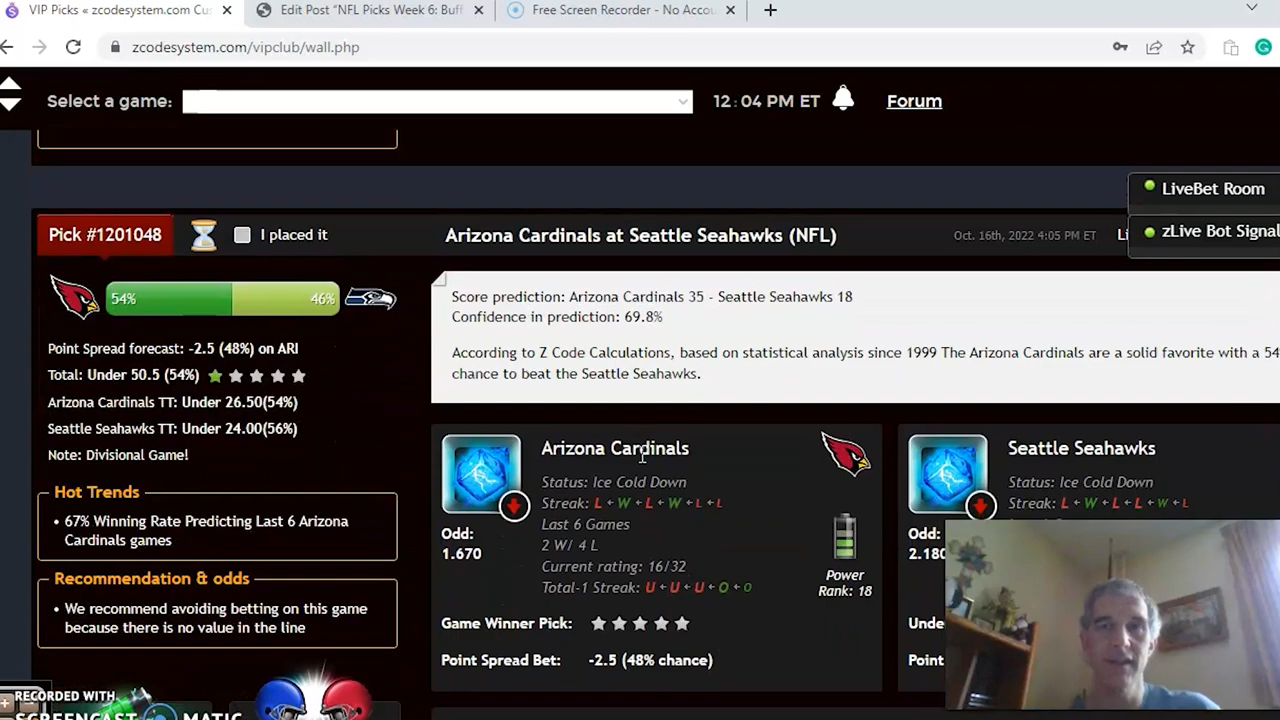 VIP Picks « zcodesystem.com Cus
Edit Post "NFL Picks Week 6: Buff
Free Screen Recorder - No Accou
zcodesystem.com/vipclub/wall.php
Select a game:
12:04 PM ET
Forum
LiveBet Room
zLive Bot Signal
Pick #1201048
I placed it
Arizona Cardinals at Seattle Seahawks (NFL)
Oct. 16th, 2022 4:05 PM ET
Li
54%
46%
Score prediction: Arizona Cardinals 35 - Seattle Seahawks 18
Confidence in prediction: 69.8%
According to Z Code Calculations, based on statistical analysis since 1999 The Arizona Cardinals are a solid favorite with a 54
chance to beat the Seattle Seahawks.
Point Spread forecast: -2.5 (48%) on ARI
Total: Under 50.5 (54%)
Arizona Cardinals TT: Under 26.50(54%)
Seattle Seahawks TT: Under 24.00(56%)
Note: Divisional Game!
Hot Trends
• 67% Winning Rate Predicting Last 6 Arizona
Cardinals games
Recommendation & odds
• We recommend avoiding betting on this game
because there is no value in the line
Arizona Cardinals
Status: Ice Cold Down
Streak: L W L W L L
Last 6 Games
2 W/ 4 L
Current rating: 16/32
Total-1 Streak: U U U O O
Odd:
1.670
Power
Rank: 18
Game Winner Pick:
Point Spread Bet: -2.5 (48% chance)
Seattle Seahawks
Status: Ice Cold Down
Streak: L W L L W L
Odd:
2.180
Unde
Point
RECORDED WITH
SCREENCAST MATIC